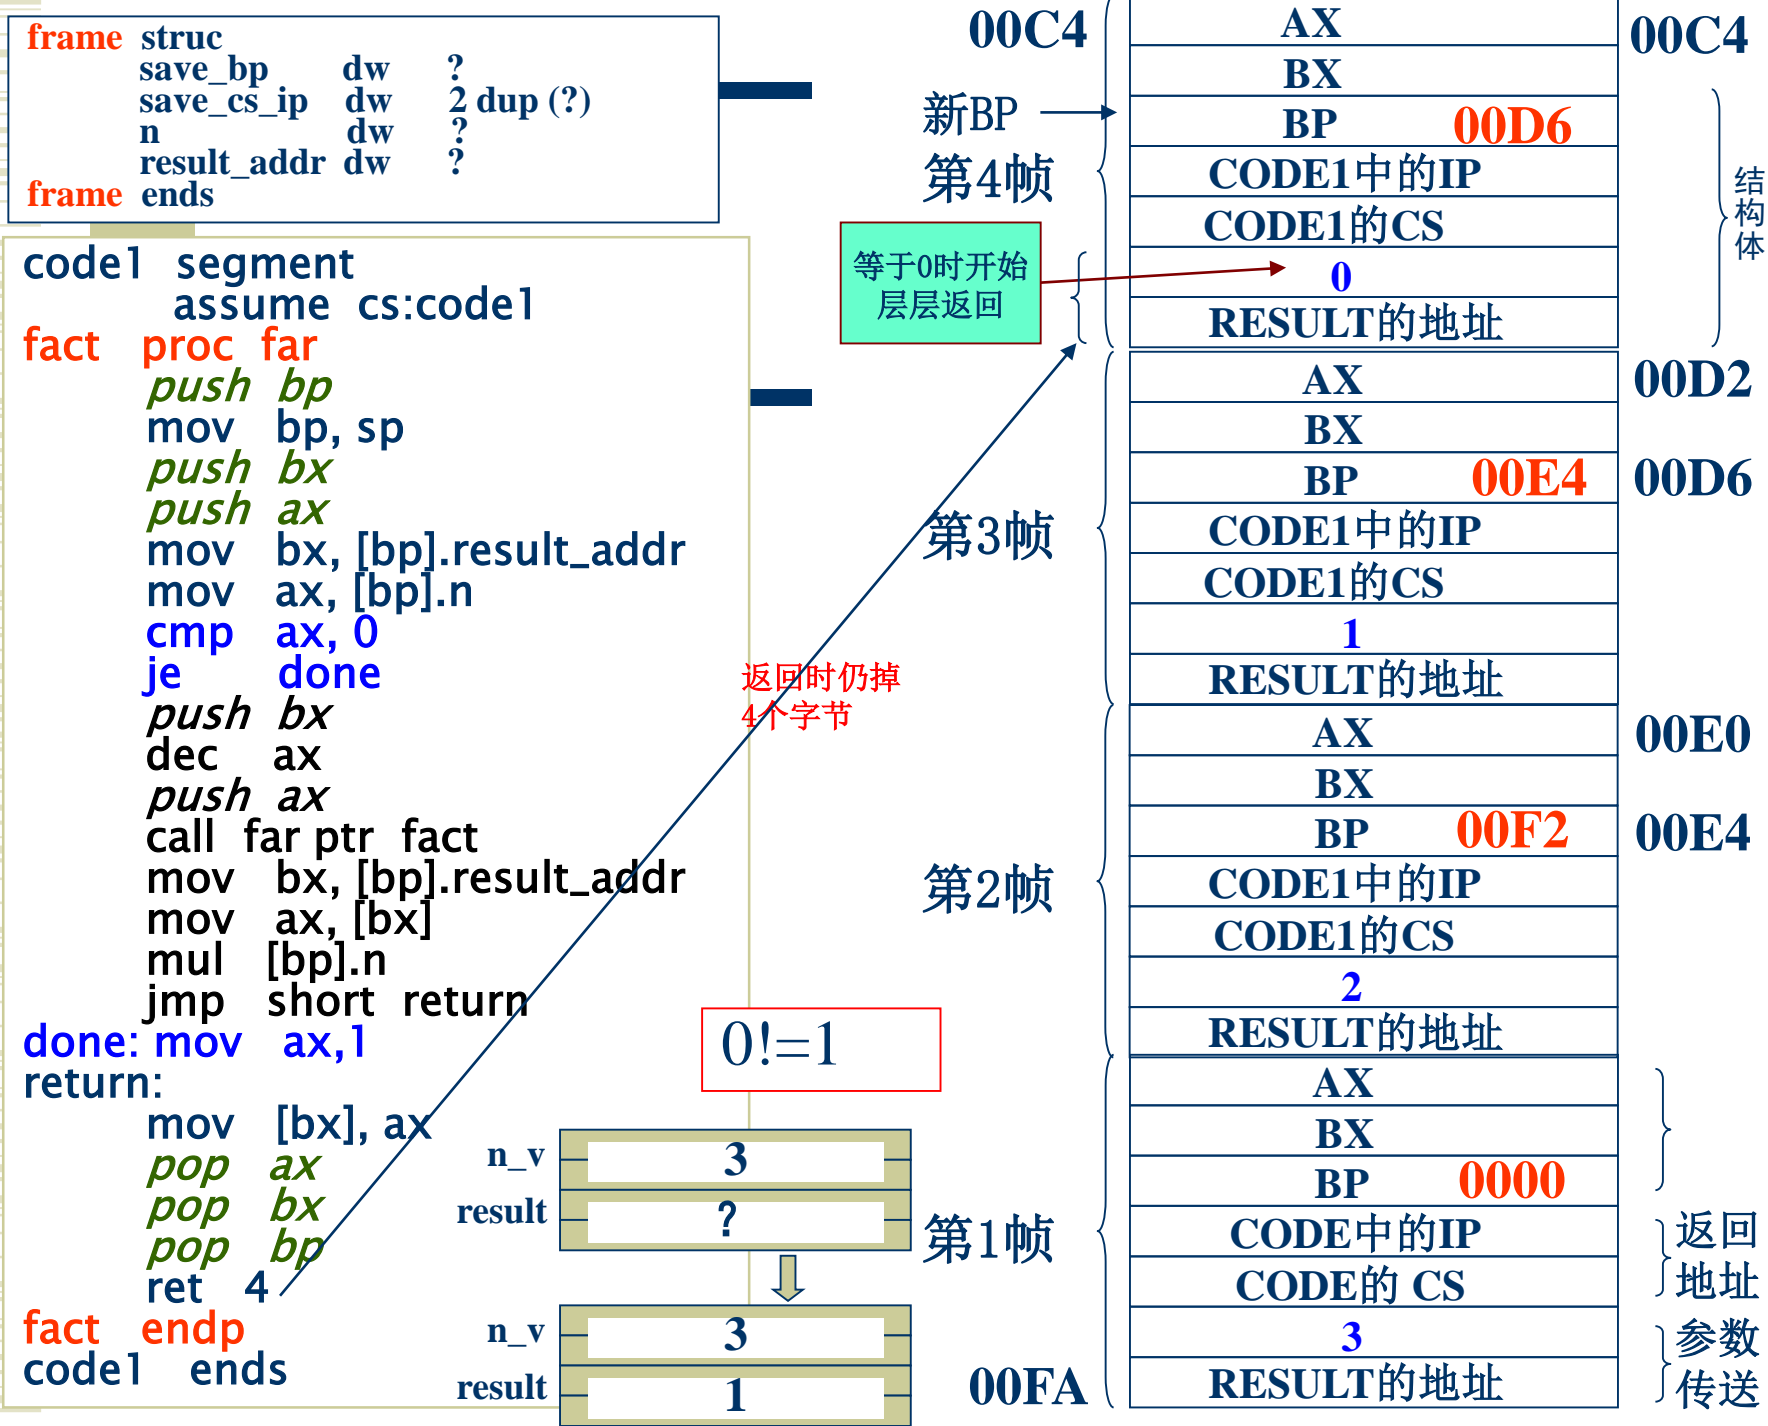 frame struc
save_bp dw ?
save_cs_ip dw 2 dup (?)
n dw ?
result_addr dw ?
frame ends
code1 segment
assume cs:code1
fact proc far
push bp
mov bp, sp
push bx
push ax
mov bx, [bp].result_addr
mov ax, [bp].n
cmp ax, 0
je done
push bx
dec ax
push ax
call far ptr fact
mov bx, [bp].result_addr
mov ax, [bx]
mul [bp].n
jmp short return
done: mov ax,1
return:
mov [bx], ax
pop ax
pop bx
pop bp
ret 4
fact endp
code1 ends
等于0时开始
层层返回
返回时仍掉
4个字节
0!=1
n_v 3
result ?
n_v 3
result 1
00C4 AX 00C4
BX
新BP BP 00D6
第4帧 CODE1中的IP
CODE1的CS
0
RESULT的地址
结构体
AX 00D2
BX
BP 00E4 00D6
第3帧 CODE1中的IP
CODE1的CS
1
RESULT的地址
AX 00E0
BX
BP 00F2 00E4
第2帧 CODE1中的IP
CODE1的CS
2
RESULT的地址
AX
BX
BP 0000
第1帧 CODE中的IP 返回
CODE的 CS 地址
3 参数
00FA RESULT的地址 传送